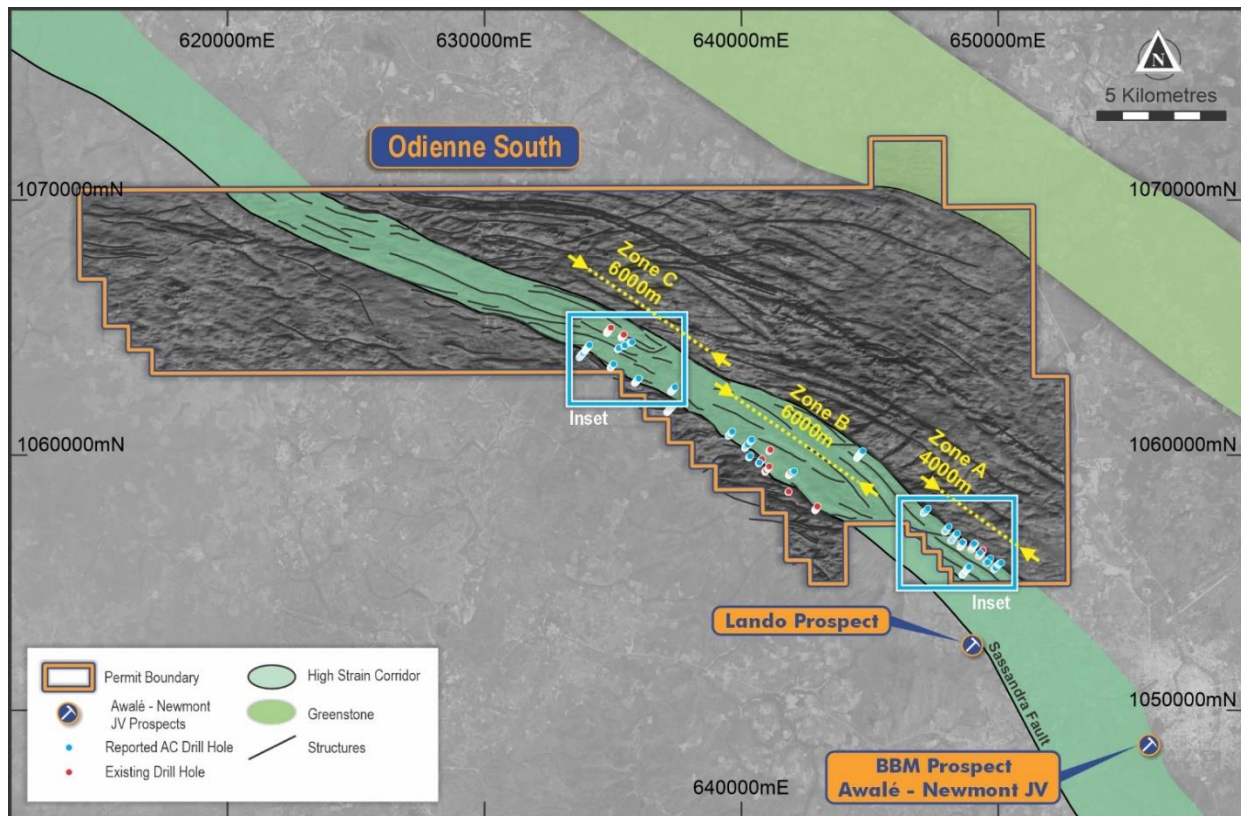 620000mE
630000mE
640000mE
650000mE
N
5 Kilometres
Odienne South
1070000mN
1070000mN
Zone C
6000m
Zone B
6000m
Zone A
4000m
Inset
1060000mN
1060000mN
Inset
Lando Prospect
Sassandra Fault
1050000mN
BBM Prospect
Awalé - Newmont JV
640000mE
Permit Boundary
High Strain Corridor
Awalé - Newmont
JV Prospects
Greenstone
Reported AC Drill Hole
Structures
Existing Drill Hole